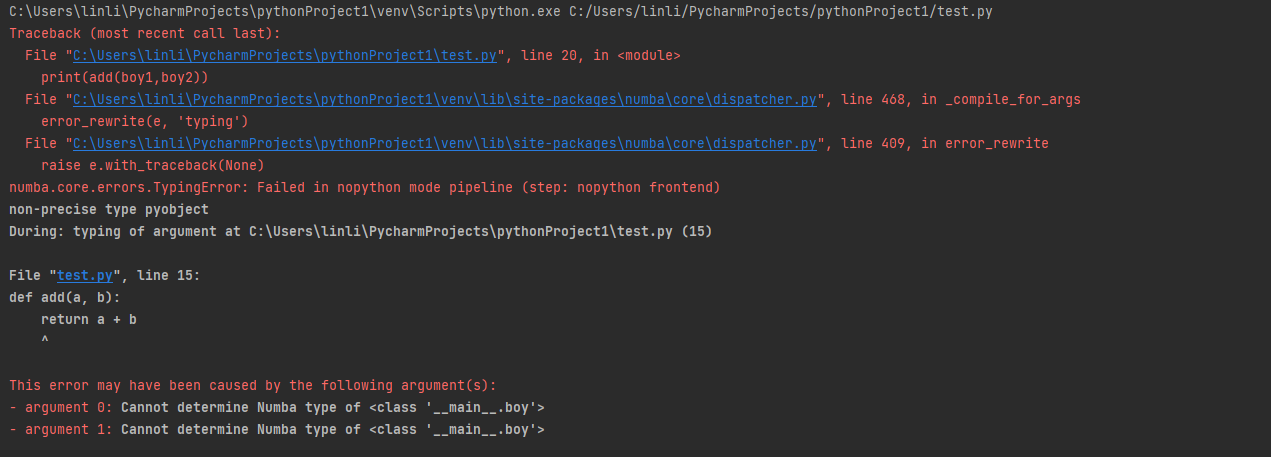 C:\Users\linli\PycharmProjects\pythonProject1\venv\Scripts\python.exe C:/Users/linli/PycharmProjects/pythonProject1/test.py
Traceback (most recent call last):
  File "C:\Users\linli\PycharmProjects\pythonProject1\test.py", line 20, in <module>
    print(add(boy1,boy2))
  File "C:\Users\linli\PycharmProjects\pythonProject1\venv\lib\site-packages\numba\core\dispatcher.py", line 468, in _compile_for_args
    error_rewrite(e, 'typing')
  File "C:\Users\linli\PycharmProjects\pythonProject1\venv\lib\site-packages\numba\core\dispatcher.py", line 409, in error_rewrite
    raise e.with_traceback(None)
numba.core.errors.TypingError: Failed in nopython mode pipeline (step: nopython frontend)
non-precise type pyobject
During: typing of argument at C:\Users\linli\PycharmProjects\pythonProject1\test.py (15)

File "test.py", line 15:
def add(a, b):
    return a + b
    ^

This error may have been caused by the following argument(s):
- argument 0: Cannot determine Numba type of <class '__main__.boy'>
- argument 1: Cannot determine Numba type of <class '__main__.boy'>